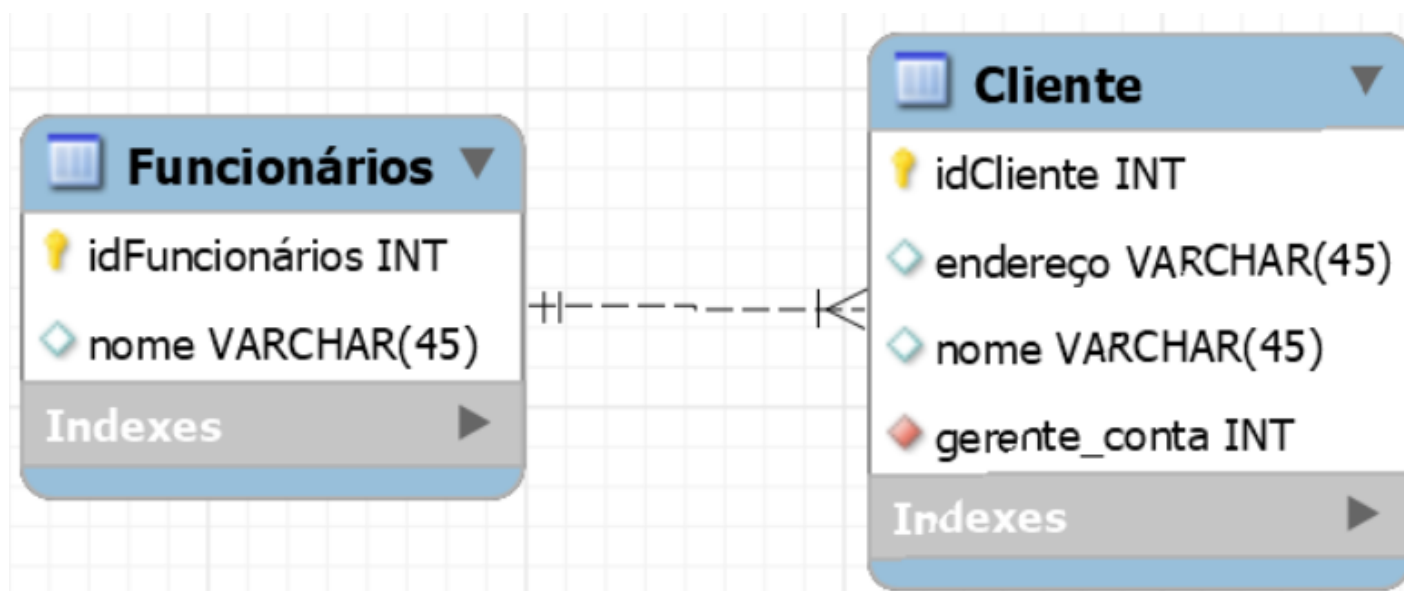 Funcionários
idFuncionários INT
nome VARCHAR(45)
Indexes
Cliente
idCliente INT
endereço VARCHAR(45)
nome VARCHAR(45)
gerente_conta INT
Indexes